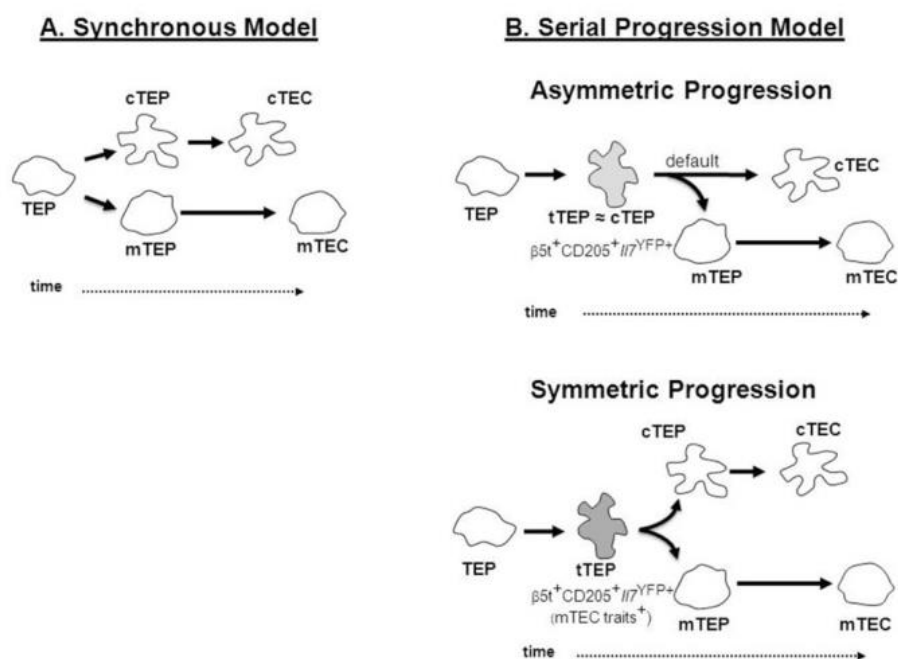 A. Synchronous Model
cTEP
cTEC
TEP
mTEP
mTEC
time
B. Serial Progression Model
Asymmetric Progression
default
cTEC
TEP
tTEP ≈ cTEP
β5t⁺CD205⁺Il7ʸᶠᴾ⁺
mTEP
mTEC
time
Symmetric Progression
cTEP
cTEC
TEP
tTEP
β5t⁺CD205⁺Il7ʸᶠᴾ⁺
(mTEC traits⁺)
mTEP
mTEC
time